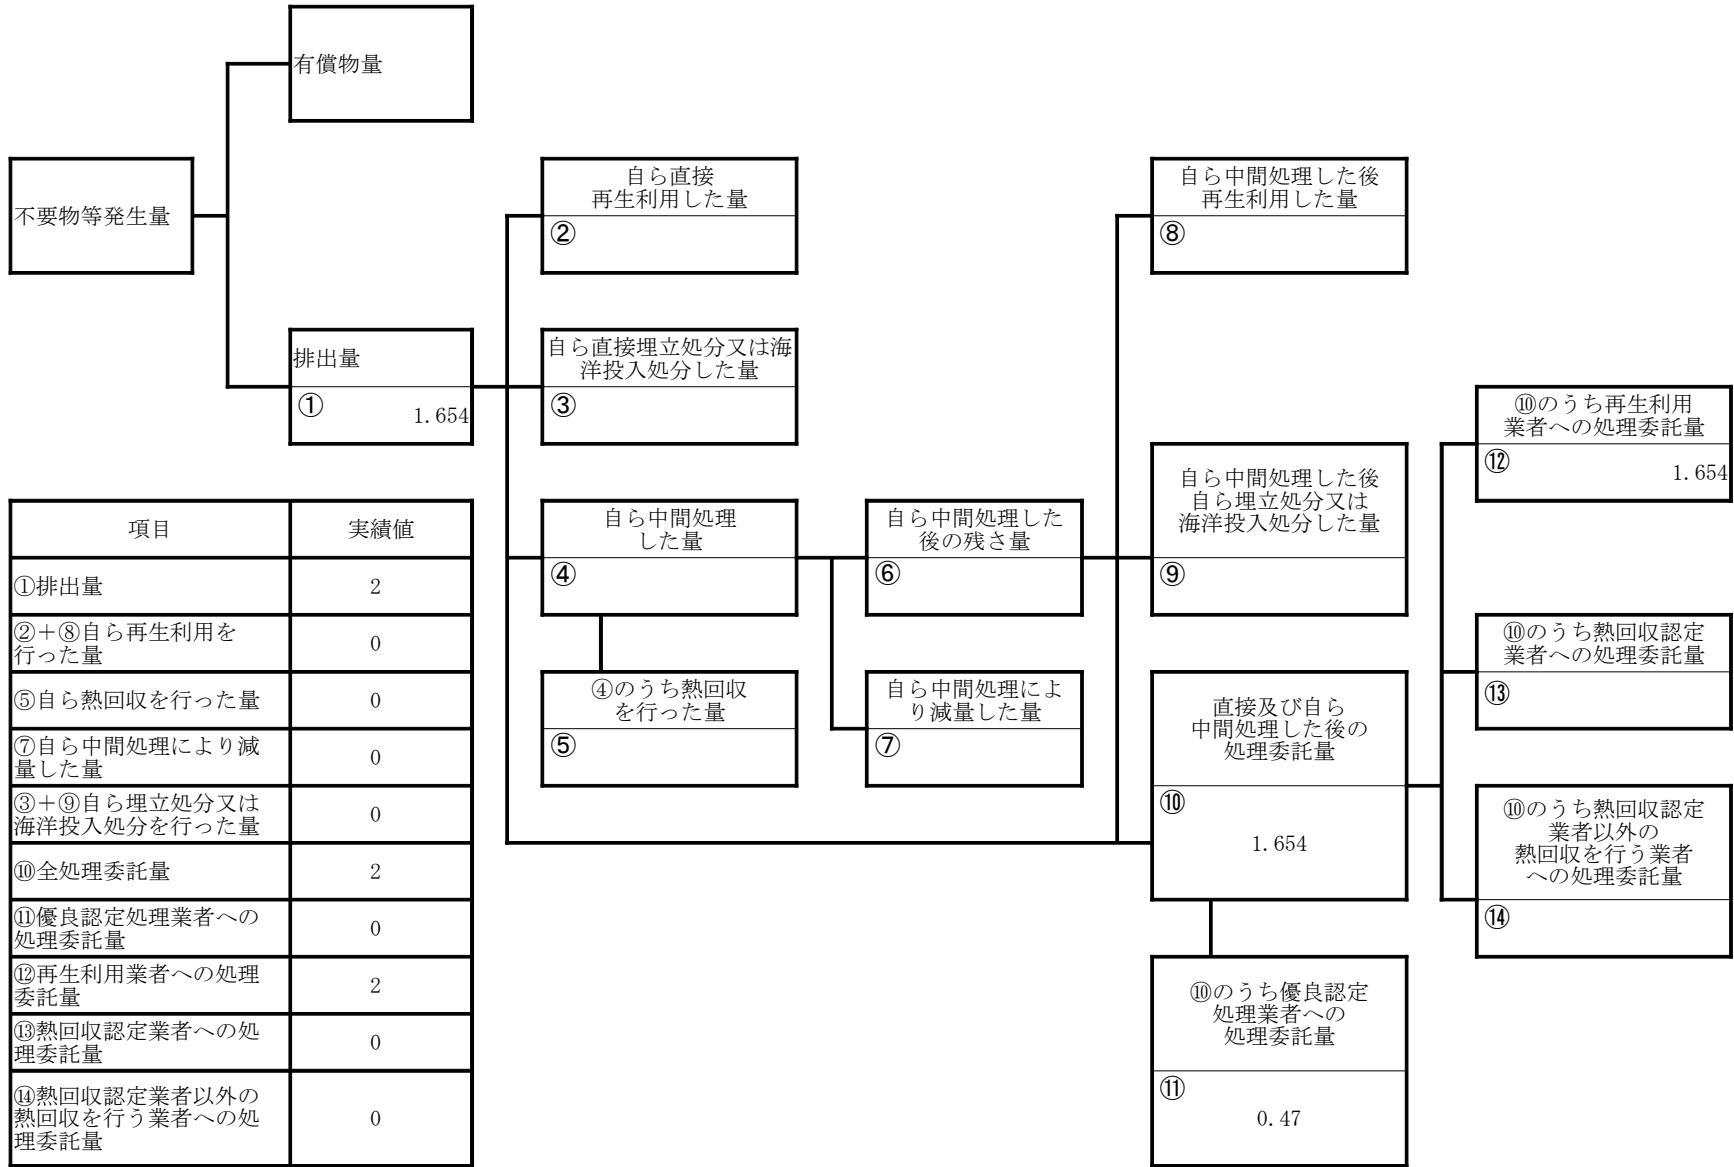 有償物量
不要物等発生量
自ら直接
再生利用した量
②
自ら中間処理した後
再生利用した量
⑧
排出量
①
1.654
自ら直接埋立処分又は海
洋投入処分した量
③
⑩のうち再生利用
業者への処理委託量
⑫
1.654
自ら中間処理
した量
④
自ら中間処理した
後の残さ量
⑥
自ら中間処理した後
自ら埋立処分又は
海洋投入処分した量
⑨
⑩のうち熱回収認定
業者への処理委託量
⑬
④のうち熱回収
を行った量
⑤
自ら中間処理によ
り減量した量
⑦
直接及び自ら
中間処理した後の
処理委託量
⑩
1.654
⑩のうち熱回収認定
業者以外の
熱回収を行う業者
への処理委託量
⑭
⑩のうち優良認定
処理業者への
処理委託量
⑪
0.47
項目 実績値
①排出量 2
②＋⑧自ら再生利用を
行った量 0
⑤自ら熱回収を行った量 0
⑦自ら中間処理により減
量した量 0
③＋⑨自ら埋立処分又は
海洋投入処分を行った量 0
⑩全処理委託量 2
⑪優良認定処理業者への
処理委託量 0
⑫再生利用業者への処理
委託量 2
⑬熱回収認定業者への処
理委託量 0
⑭熱回収認定業者以外の
熱回収を行う業者への処
理委託量 0